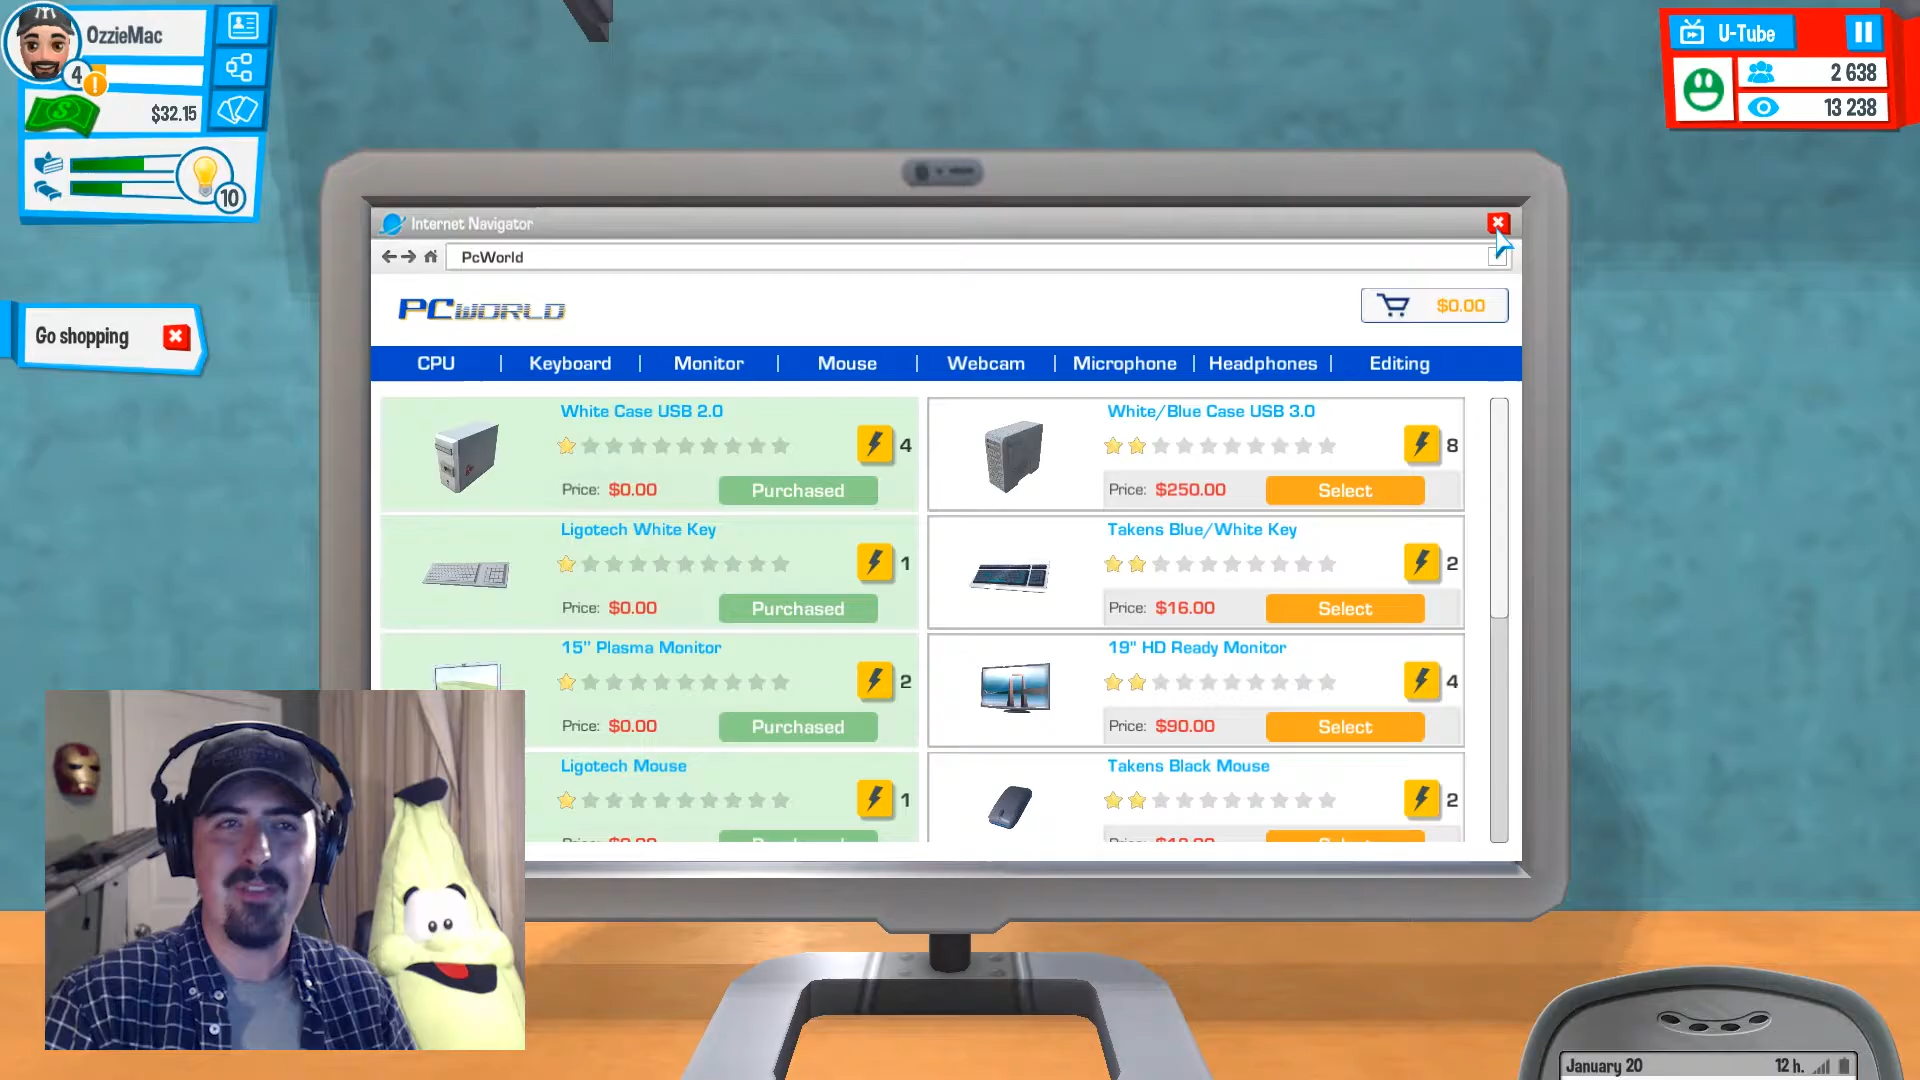 OzzieMac
4
!
$32.15
10
U-Tube
2 638
13 238
Go shopping
Internet Navigator
PcWorld
PCWORLD
$0.00
CPU | Keyboard | Monitor | Mouse | Webcam | Microphone | Headphones | Editing
White Case USB 2.0
4
Price: $0.00 Purchased
White/Blue Case USB 3.0
8
Price: $250.00 Select
Ligotech White Key
1
Price: $0.00 Purchased
Takens Blue/White Key
2
Price: $16.00 Select
15" Plasma Monitor
2
Price: $0.00 Purchased
19" HD Ready Monitor
4
Price: $90.00 Select
Ligotech Mouse
1
Takens Black Mouse
2
January 20 12 h.